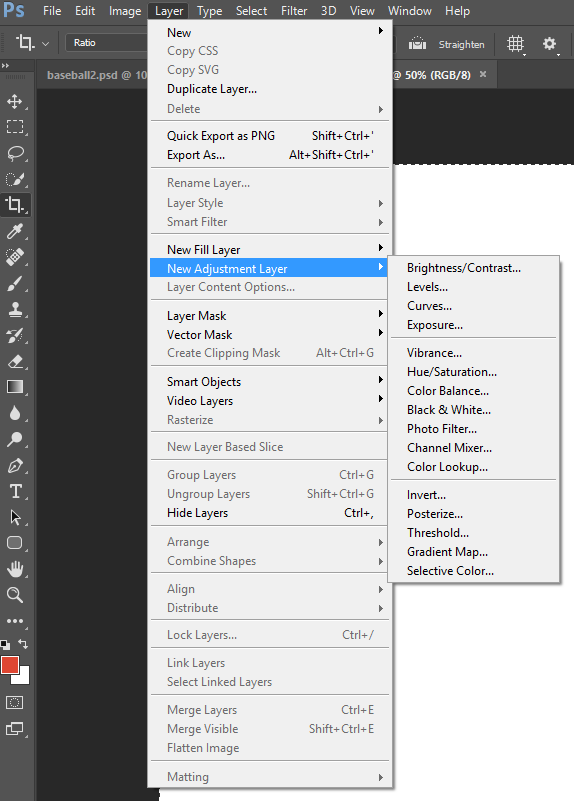 Ps File Edit Image Layer Type Select Filter 3D View Window Help
Ratio Straighten
baseball2.psd @ 10 @ 50% (RGB/8) ×
New
Copy CSS
Copy SVG
Duplicate Layer...
Delete
Quick Export as PNG Shift+Ctrl+'
Export As... Alt+Shift+Ctrl+'
Rename Layer...
Layer Style
Smart Filter
New Fill Layer
New Adjustment Layer
Layer Content Options...
Layer Mask
Vector Mask
Create Clipping Mask Alt+Ctrl+G
Smart Objects
Video Layers
Rasterize
New Layer Based Slice
Group Layers Ctrl+G
Ungroup Layers Shift+Ctrl+G
Hide Layers Ctrl+,
Arrange
Combine Shapes
Align
Distribute
Lock Layers... Ctrl+/
Link Layers
Select Linked Layers
Merge Layers Ctrl+E
Merge Visible Shift+Ctrl+E
Flatten Image
Matting
Brightness/Contrast...
Levels...
Curves...
Exposure...
Vibrance...
Hue/Saturation...
Color Balance...
Black & White...
Photo Filter...
Channel Mixer...
Color Lookup...
Invert...
Posterize...
Threshold...
Gradient Map...
Selective Color...